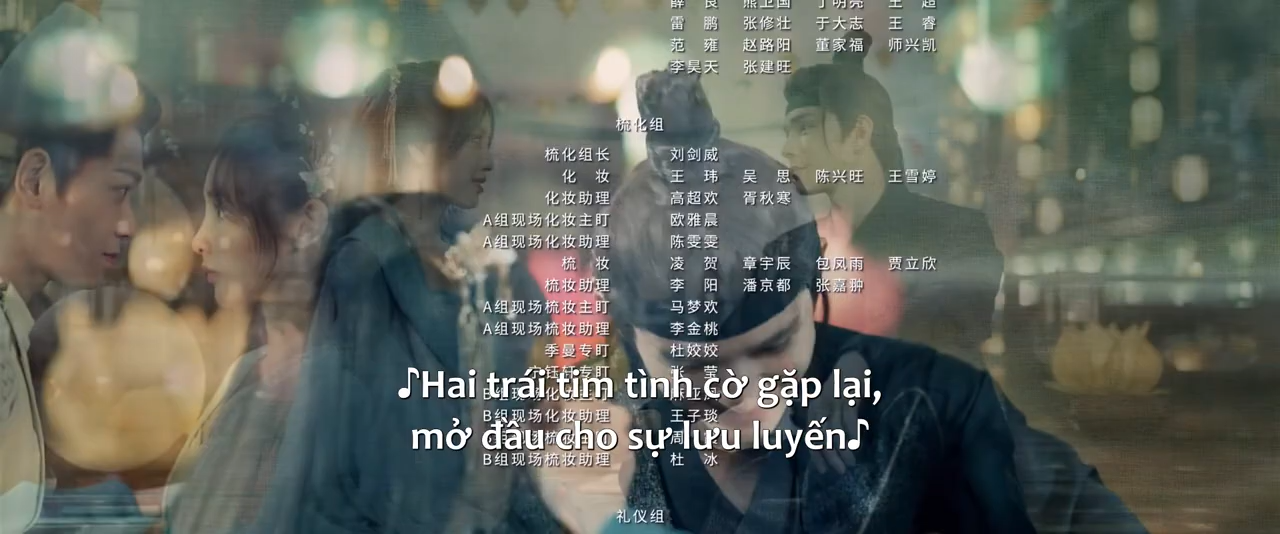 雷 鹏 张修壮 于大志 王 睿
范 雍 赵路阳 董家福 师兴凯
李昊天 张建旺
梳化组
梳化组长 刘剑威
化 妆 王 玮 吴 思 陈兴旺 王雪婷
化妆助理 高超欢 胥秋寒
A组现场化妆主盯 欧雅晨
A组现场化妆助理 陈雯雯
梳 妆 凌 贺 章宇辰 包凤雨 贾立欣
梳妆助理 李 阳 潘京都 张嘉翀
A组现场梳妆主盯 马梦欢
A组现场梳妆助理 李金桃
季曼专盯 杜姣姣
♪Hai trái tim tình cờ gặp lại,
B组现场化妆助理 王子琰
mở đầu cho sự lưu luyến♪
B组现场梳妆助理 杜 冰
礼仪组